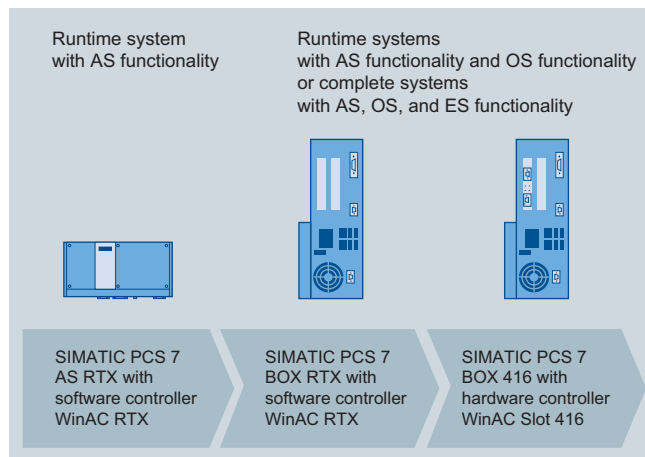 Runtime system
with AS functionality
Runtime systems
with AS functionality and OS functionality
or complete systems
with AS, OS, and ES functionality
SIMATIC PCS 7
AS RTX with
software controller
WinAC RTX
SIMATIC PCS 7
BOX RTX with
software controller
WinAC RTX
SIMATIC PCS 7
BOX 416 with
hardware controller
WinAC Slot 416